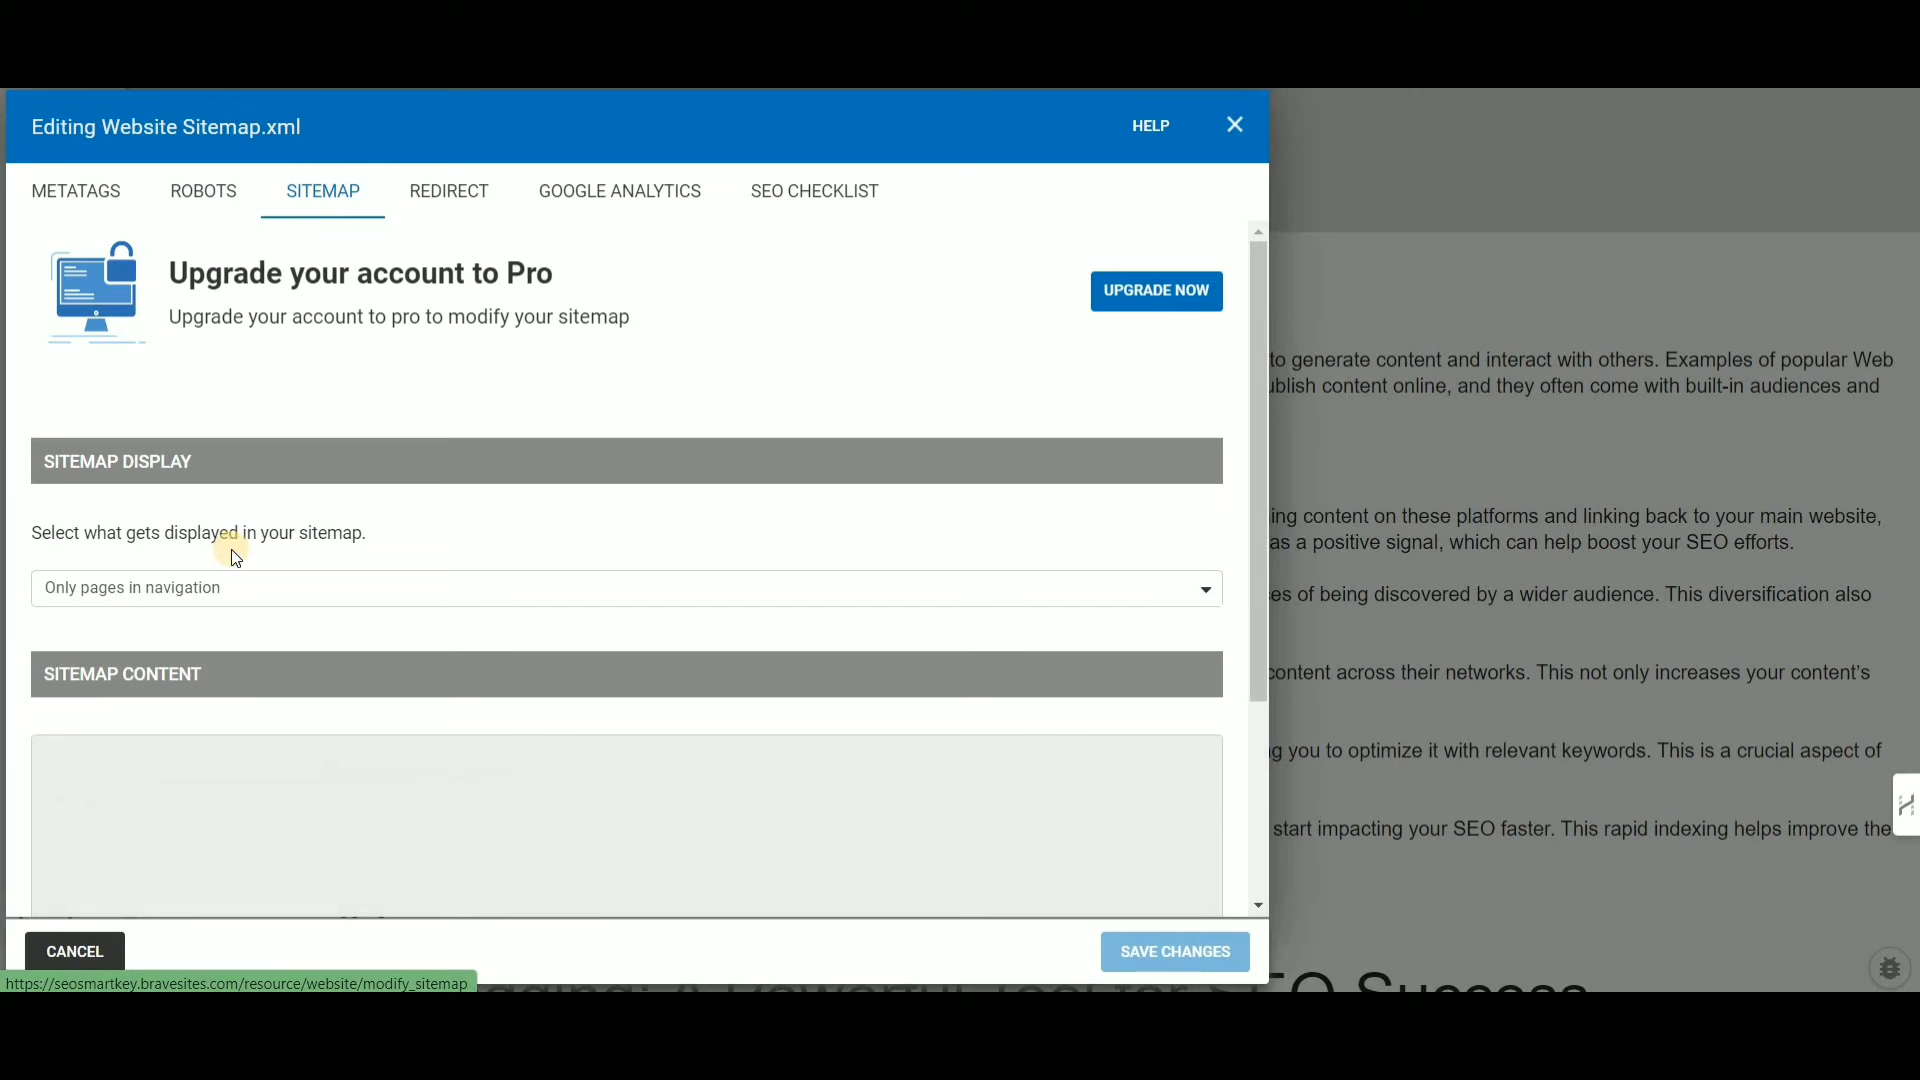 Editing Website Sitemap.xml
HELP
METATAGS
ROBOTS
SITEMAP
REDIRECT
GOOGLE ANALYTICS
SEO CHECKLIST
Upgrade your account to Pro
UPGRADE NOW
Upgrade your account to pro to modify your sitemap
SITEMAP DISPLAY
Select what gets displayed in your sitemap.
Only pages in navigation
SITEMAP CONTENT
CANCEL
SAVE CHANGES
https://seosmartkey.bravesites.com/resource/website/modify_sitemap
to generate content and interact with others. Examples of popular Web
content online, and they often come with built-in audiences and
content on these platforms and linking back to your main website,
as a positive signal, which can help boost your SEO efforts.
of being discovered by a wider audience. This diversification also
content across their networks. This not only increases your content's
you to optimize it with relevant keywords. This is a crucial aspect of
start impacting your SEO faster. This rapid indexing helps improve the
A Powerful Tool for SEO Success